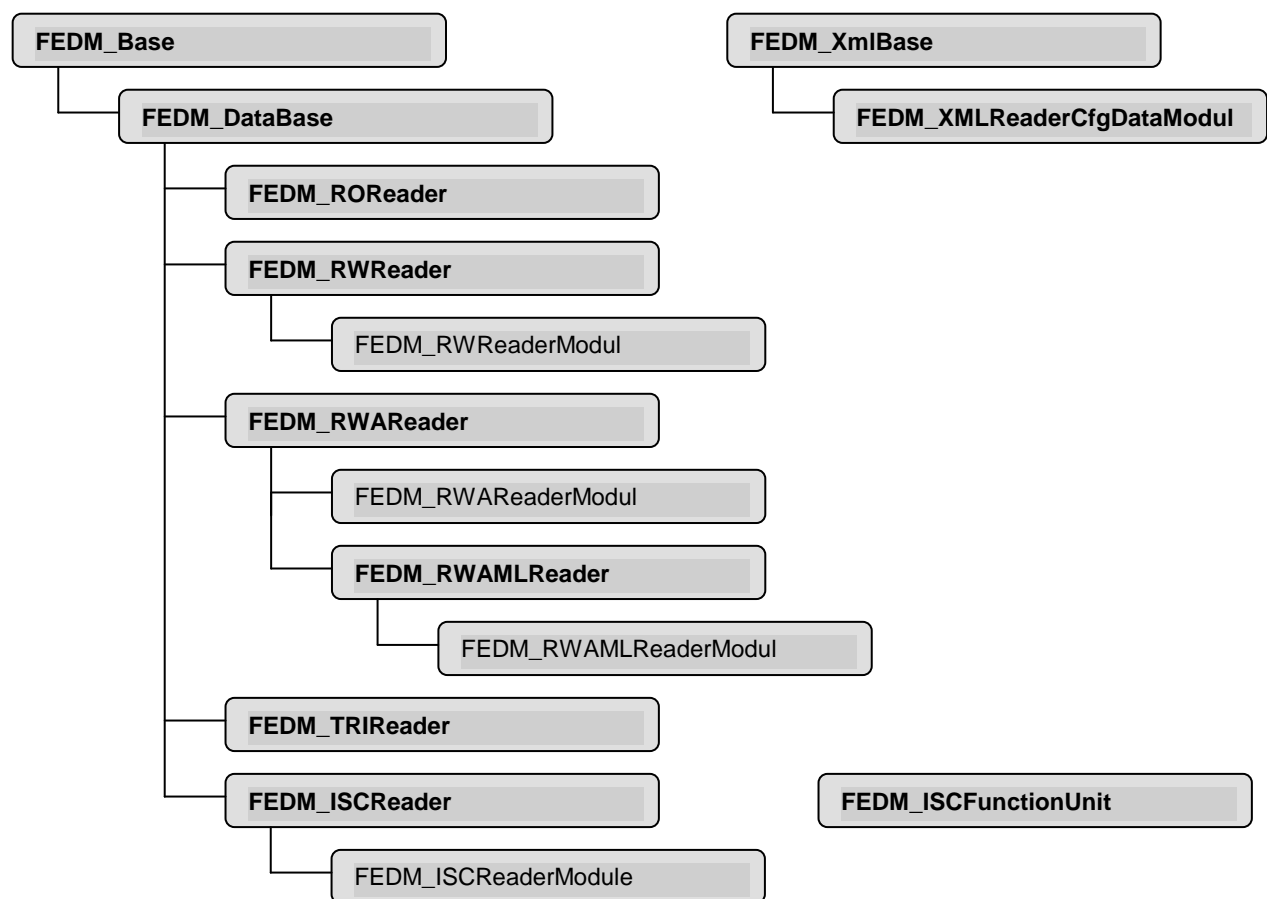 FEDM_Base
FEDM_XmlBase
FEDM_DataBase
FEDM_XMLReaderCfgDataModul
FEDM_ROReader
FEDM_RWReader
FEDM_RWReaderModul
FEDM_RWAReader
FEDM_RWAReaderModul
FEDM_RWAMLReader
FEDM_RWAMLReaderModul
FEDM_TRIReader
FEDM_ISCReader
FEDM_ISCFunctionUnit
FEDM_ISCReaderModule